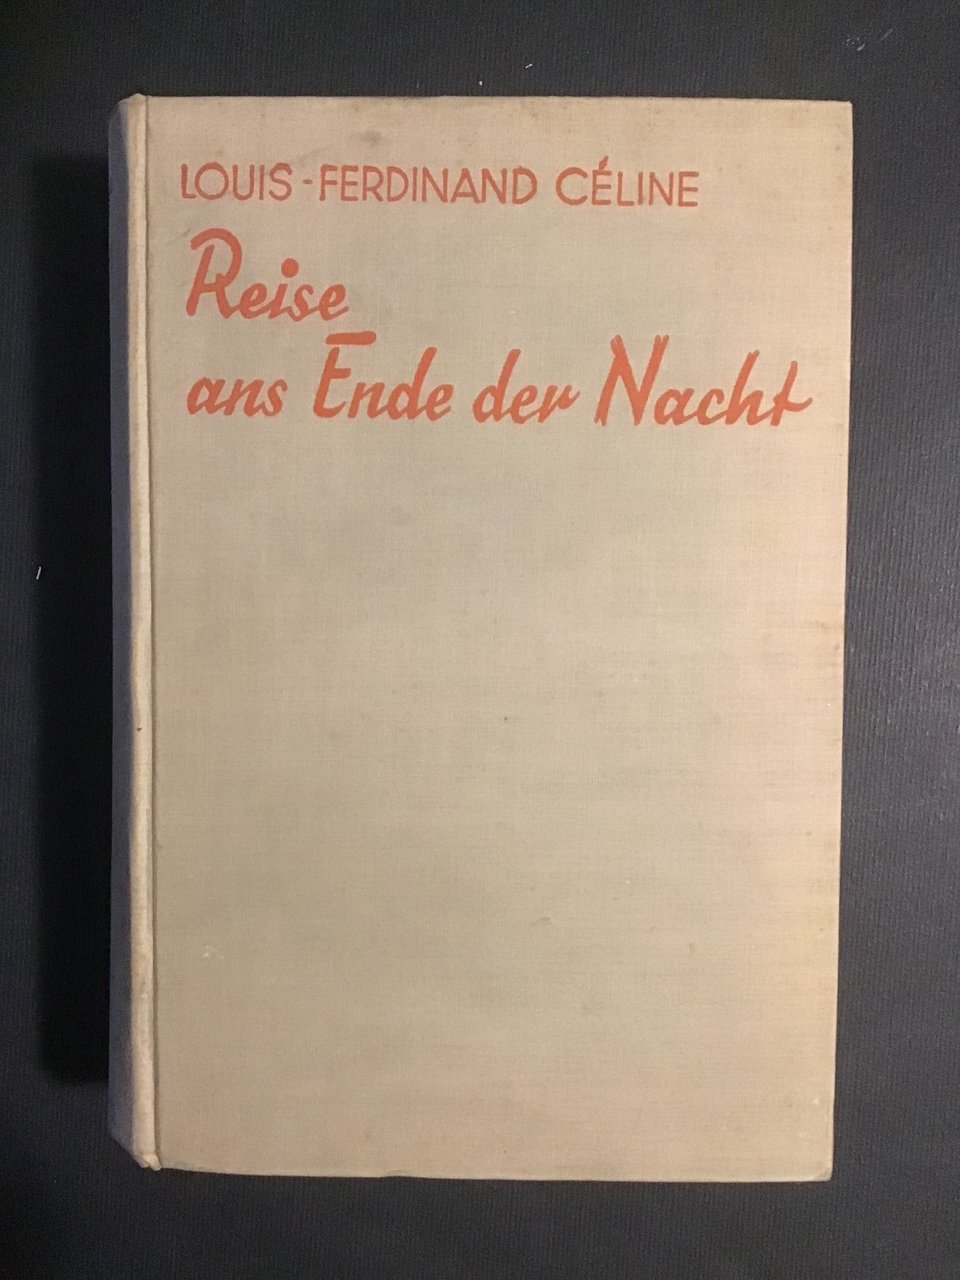 LOUIS-FERDINAND CÉLINE
Reise
ans Ende der Nacht